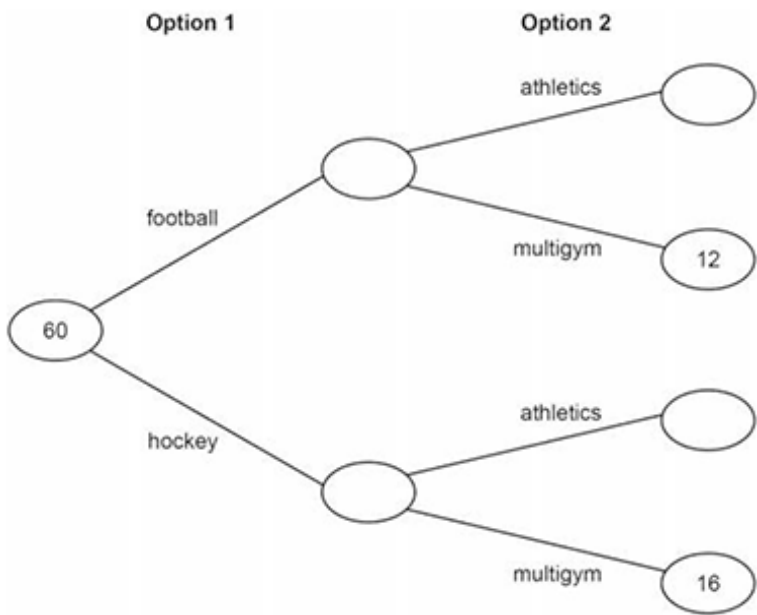 Option 1 Option 2
athletics
football
multigym
12
60
athletics
hockey
multigym
16